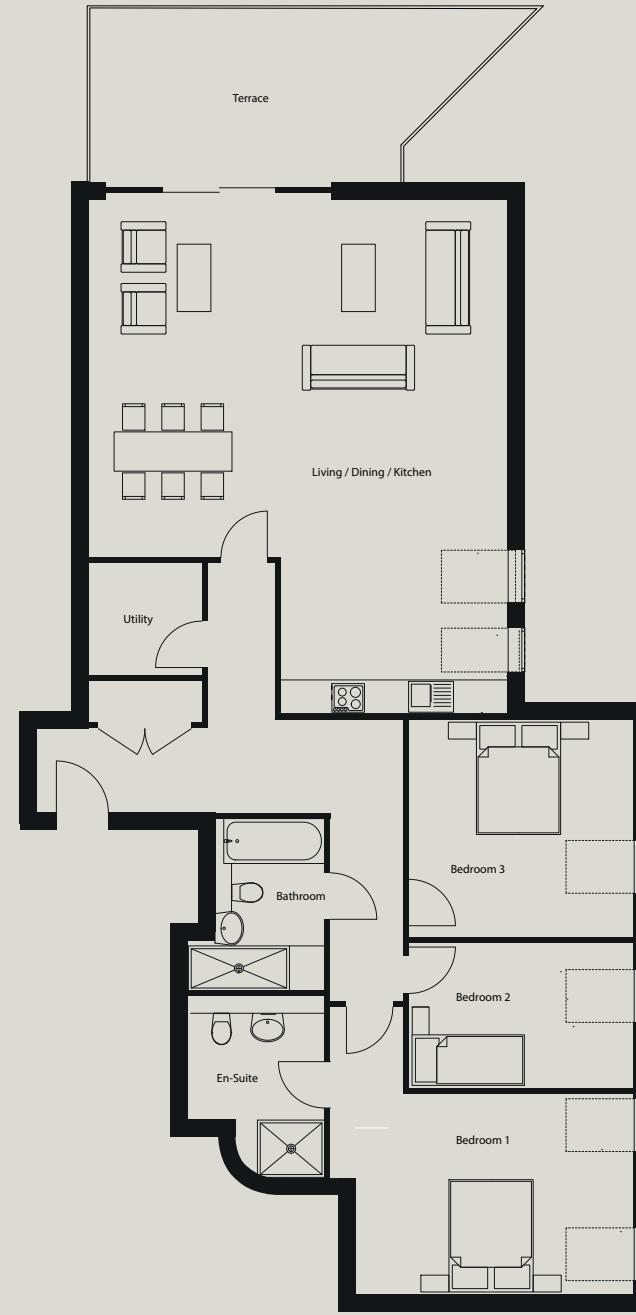 Terrace
Living / Dining / Kitchen
Utility
Bedroom 3
Bathroom
Bedroom 2
En-Suite
Bedroom 1